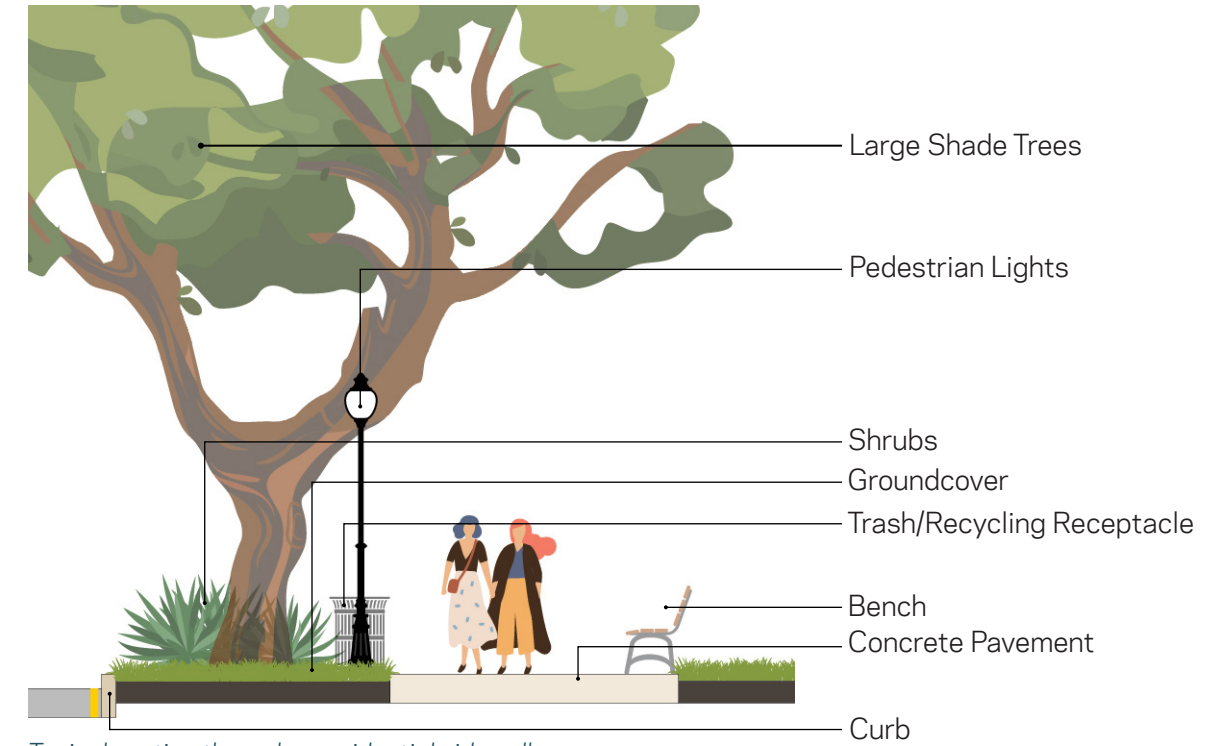 Large Shade Trees
Pedestrian Lights
Shrubs
Groundcover
Trash/Recycling Receptacle
Bench
Concrete Pavement
Curb